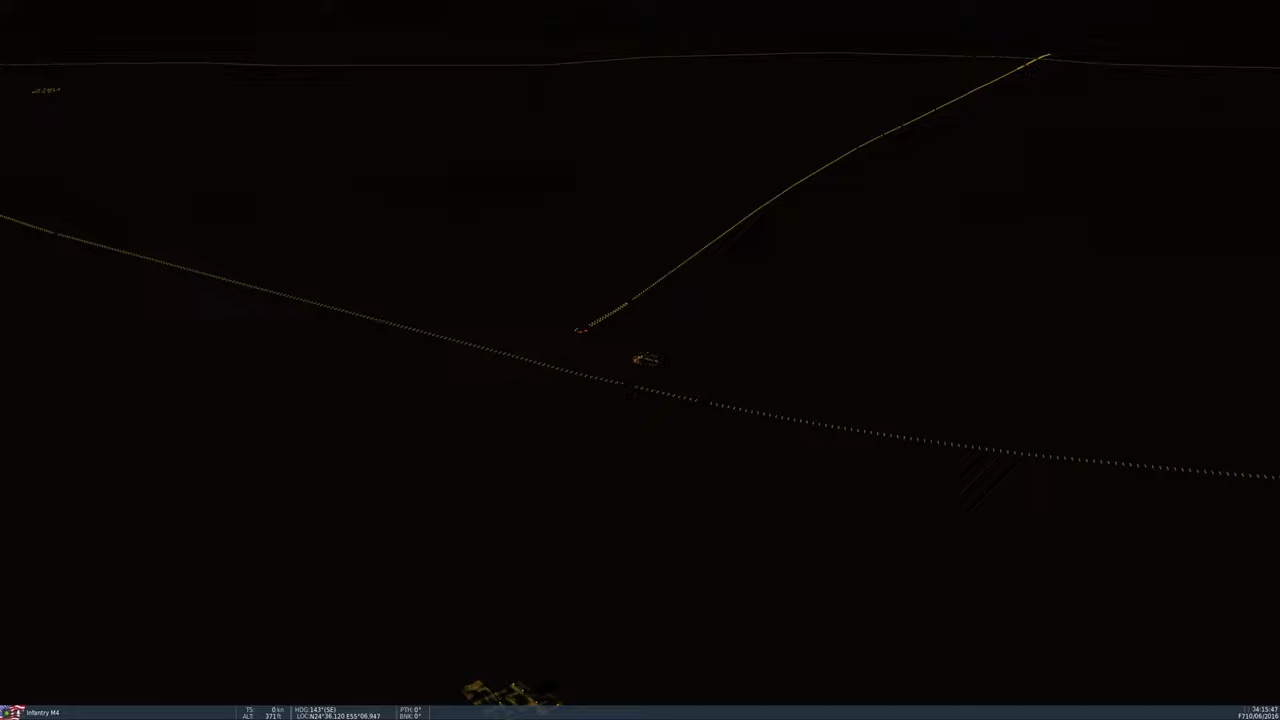 Infantry M4
TS: 0 kn
ALT: 371 ft
HDG:143°(SE)
LOC:N24°36.120 E55°06.947
PTH: 0°
BNK: 0°
04:15:47